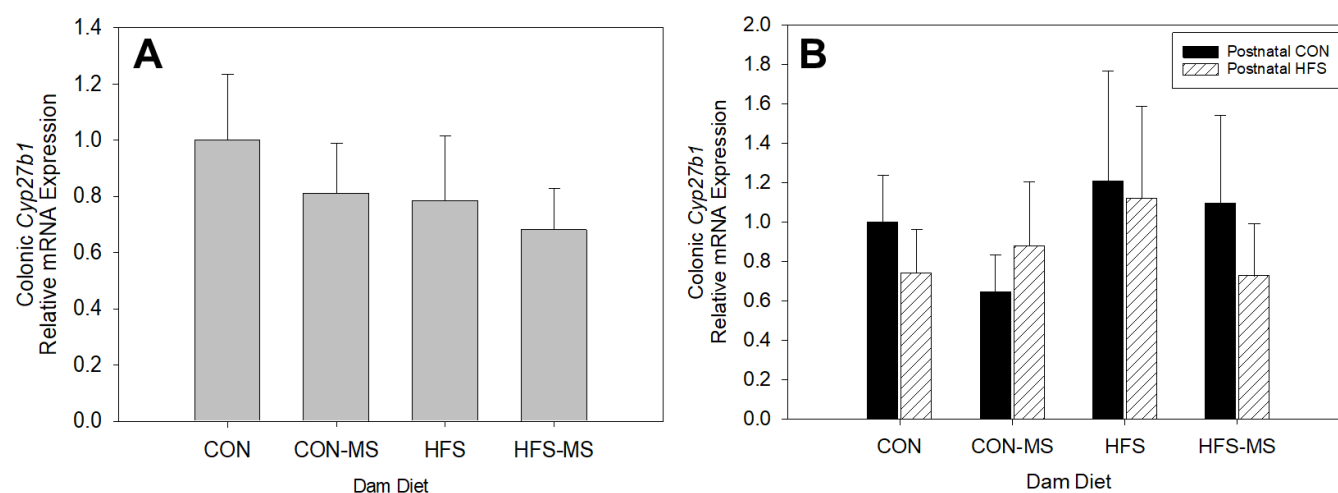 A
Colonic Cyp27b1
Relative mRNA Expression
1.4
1.2
1.0
0.8
0.6
0.4
0.2
0.0
CON CON-MS HFS HFS-MS
Dam Diet
B
Postnatal CON
Postnatal HFS
Colonic Cyp27b1
Relative mRNA Expression
2.0
1.8
1.6
1.4
1.2
1.0
0.8
0.6
0.4
0.2
0.0
CON CON-MS HFS HFS-MS
Dam Diet